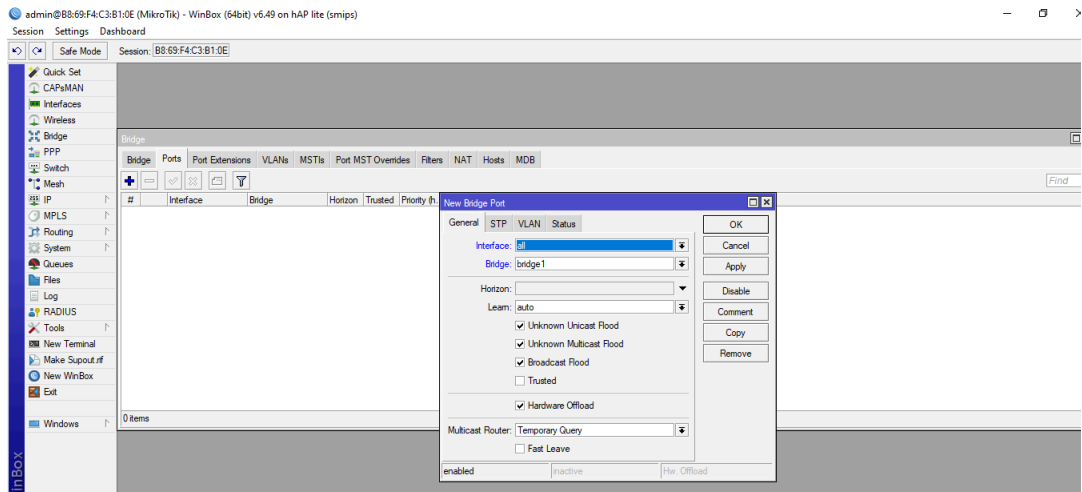 admin@B8:69:F4:C3:B1:0E (MikroTik) - WinBox (64bit) v6.49 on hAP lite (smips)
Session Settings Dashboard
Safe Mode Session: B8:69:F4:C3:B1:0E
Quick Set
CAPsMAN
Interfaces
Wireless
Bridge
PPP
Switch
Mesh
IP
MPLS
Routing
System
Queues
Files
Log
RADIUS
Tools
New Terminal
Make Supout.rif
New WinBox
Exit
Windows
inBox
Bridge
Bridge Ports Port Extensions VLANs MSTIs Port MST Overrides Filters NAT Hosts MDB
Find
# Interface Bridge Horizon Trusted Priority (h.
0 items
New Bridge Port
General STP VLAN Status
Interface: all
Bridge: bridge1
Horizon:
Learn: auto
Unknown Unicast Flood
Unknown Multicast Flood
Broadcast Flood
Trusted
Hardware Offload
Multicast Router: Temporary Query
Fast Leave
enabled inactive Hw. Offload
OK
Cancel
Apply
Disable
Comment
Copy
Remove